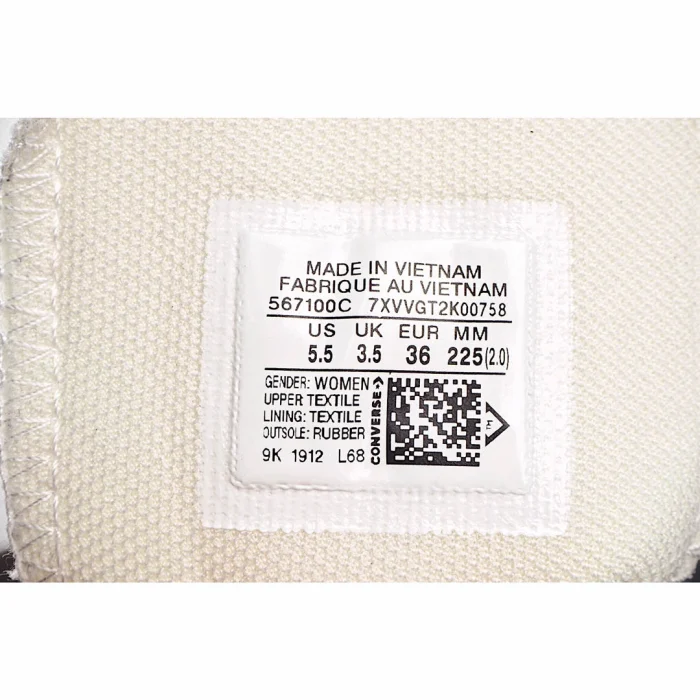 MADE IN VIETNAM
FABRIQUE AU VIETNAM
567100C 7XVVGT2K00758
US UK EUR MM
5.5 3.5 36 225(2.0)
GENDER: WOMEN
UPPER TEXTILE
LINING: TEXTILE
OUTSOLE: RUBBER
9K 1912 L68
CONVERSE